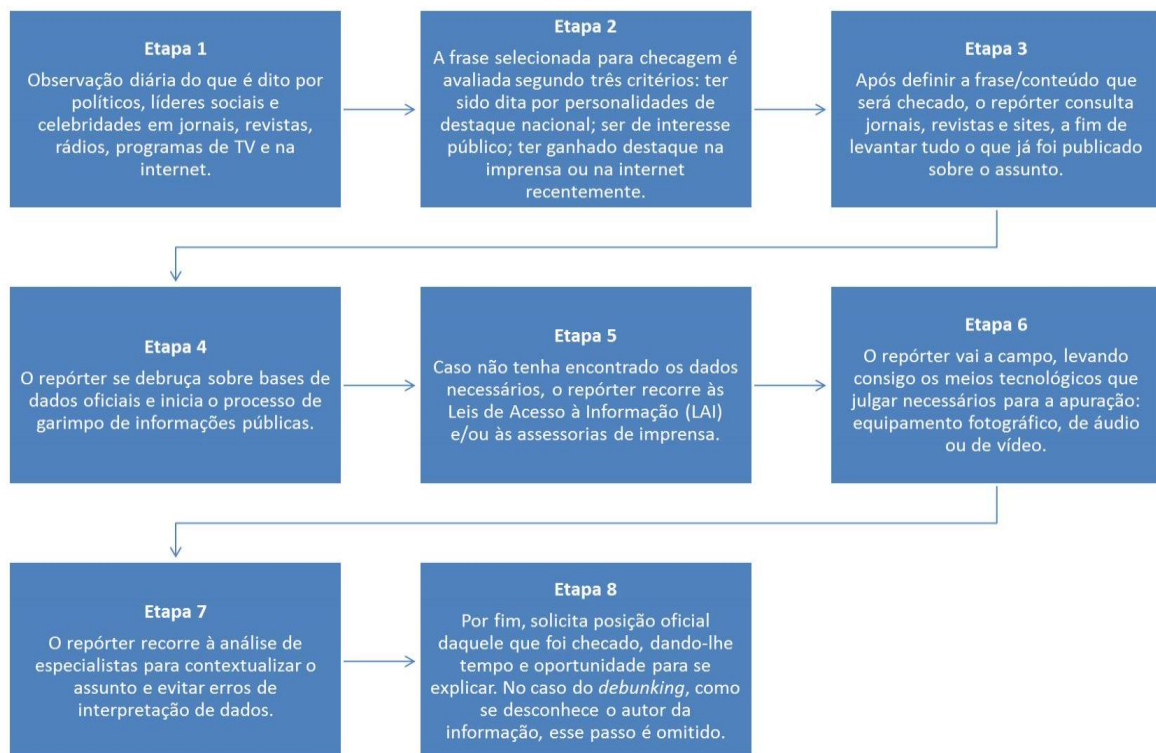 Etapa 1
Observação diária do que é dito por
políticos, líderes sociais e
celebridades em jornais, revistas,
rádios, programas de TV e na
internet.
Etapa 2
A frase selecionada para checagem é
avaliada segundo três critérios: ter
sido dita por personalidades de
destaque nacional; ser de interesse
público; ter ganhado destaque na
imprensa ou na internet
recentemente.
Etapa 3
Após definir a frase/conteúdo que
será checado, o repórter consulta
jornais, revistas e sites, a fim de
levantar tudo o que já foi publicado
sobre o assunto.
Etapa 4
O repórter se debruça sobre bases de
dados oficiais e inicia o processo de
garimpo de informações públicas.
Etapa 5
Caso não tenha encontrado os dados
necessários, o repórter recorre às
Leis de Acesso à Informação (LAI)
e/ou às assessorias de imprensa.
Etapa 6
O repórter vai a campo, levando
consigo os meios tecnológicos que
julgar necessários para a apuração:
equipamento fotográfico, de áudio
ou de vídeo.
Etapa 7
O repórter recorre à análise de
especialistas para contextualizar o
assunto e evitar erros de
interpretação de dados.
Etapa 8
Por fim, solicita posição oficial
daquele que foi checado, dando-lhe
tempo e oportunidade para se
explicar. No caso do debunking, como
se desconhece o autor da
informação, esse passo é omitido.